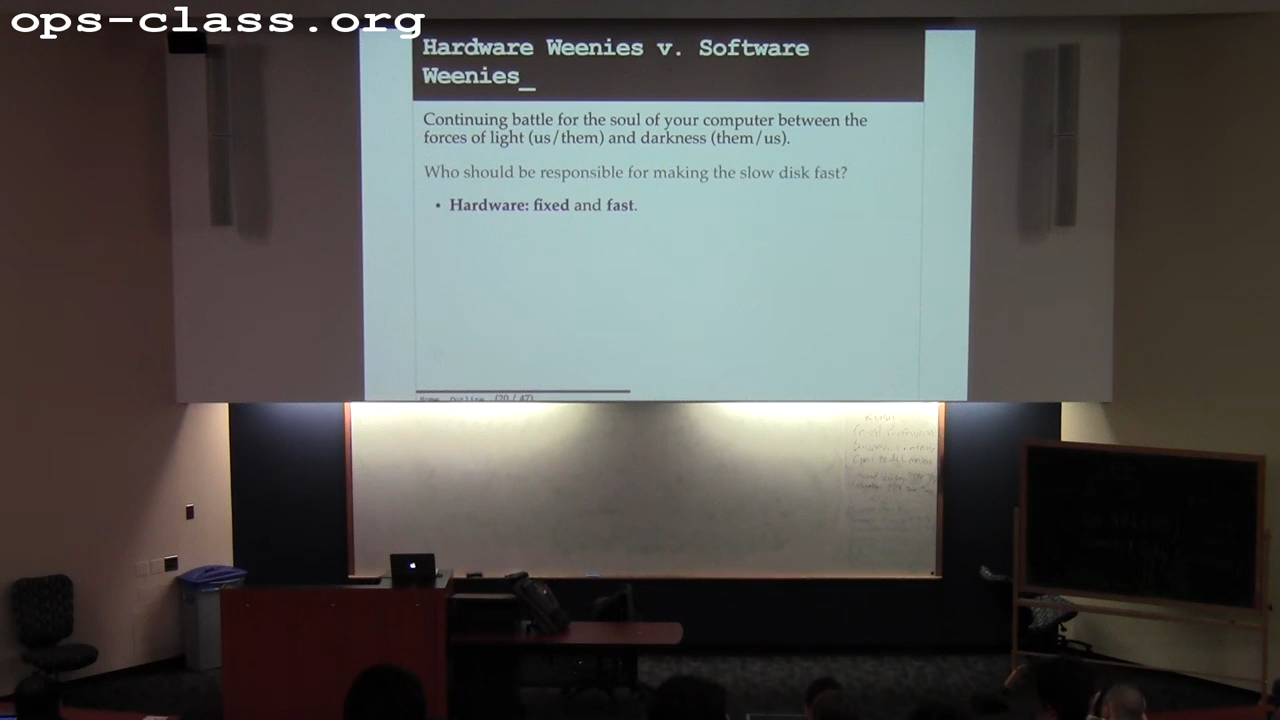 ops-class.org
Hardware Weenies v. Software
Weenies_
Continuing battle for the soul of your computer between the
forces of light (us/them) and darkness (them/us).
Who should be responsible for making the slow disk fast?
• Hardware: fixed and fast.